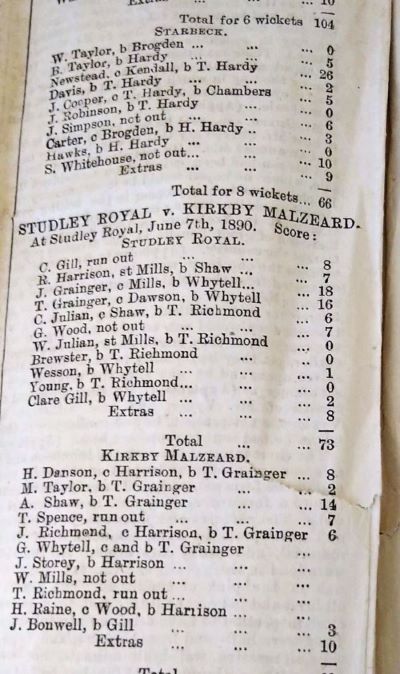 Extras ... ... ... 10
Total for 6 wickets 104
STARBECK.
W. Taylor, b Brogden ... ... ... 0
B. Taylor, b Hardy ... ... 5
Newstead, c Kendall, b T. Hardy ... 26
Davis, b T. Hardy ... ... ... 2
J. Cooper, c T. Hardy, b Chambers ... 5
J. Robinson, b T. Hardy ... ... 0
J. Simpson, not out ... ... ... 6
Carter, c Brogden, b H. Hardy .. ... 3
Hawks, b H. Hardy ... ... ... 0
S. Whitehouse, not out... ... ... 10
Extras ... ... ... 9
Total for 8 wickets... 66
STUDLEY ROYAL v. KIRKBY MALZEARD.
At Studley Royal, June 7th, 1890. Score:
STUDLEY ROYAL.
C. Gill, run out ... ... ... 8
R. Harrison, st Mills, b Shaw ... ... 7
J. Grainger, c Mills, b Whytell... ... 18
T. Grainger, c Dawson, b Whytell ... 16
C. Julian, c Shaw, b T. Richmond ... 6
G. Wood, not out ... ... ... 7
W. Julian, st Mills, b T. Richmond ... 0
Brewster, b T. Richmond ... ... 0
Wesson, b Whytell ... ... ... 1
Young, b T. Richmond... ... ... 0
Clare Gill, b Whytell ... ... ... 2
Extras ... ... ... 8
Total ... ... 73
KIRKBY MALZEARD.
H. Dawson, c Harrison, b T. Grainger ... 8
M. Taylor, b T. Grainger ... ... 2
A. Shaw, b T. Grainger ... ... 14
T. Spence, run out ... ... ... 7
J. Richmond, c Harrison, b T. Grainger 6
G. Whytell, c and b T. Grainger ...
J. Storey, b Harrison ... ... ...
W. Mills, not out ... ...
T. Richmond, run out ... ... ...
H. Raine, c Wood, b Harrison ... ...
J. Bonwell, b Gill ... ... ... 3
Extras ... ... ... 10
Total